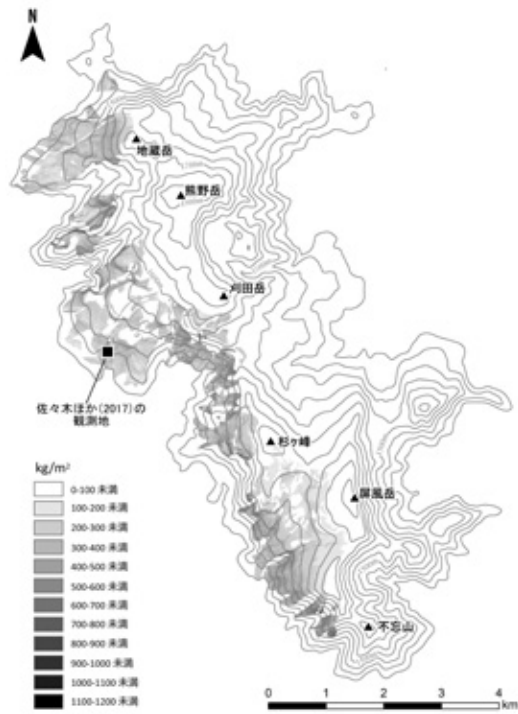 N
地蔵岳
熊野岳
刈田岳
佐々木ほか(2017)の
観測地
杉ヶ峰
屏風岳
不忘山
kg/m²
0-100 未満
100-200 未満
200-300 未満
300-400 未満
400-500 未満
500-600 未満
600-700 未満
700-800 未満
800-900 未満
900-1000 未満
1000-1100 未満
1100-1200 未満
0 1 2 3 4
km